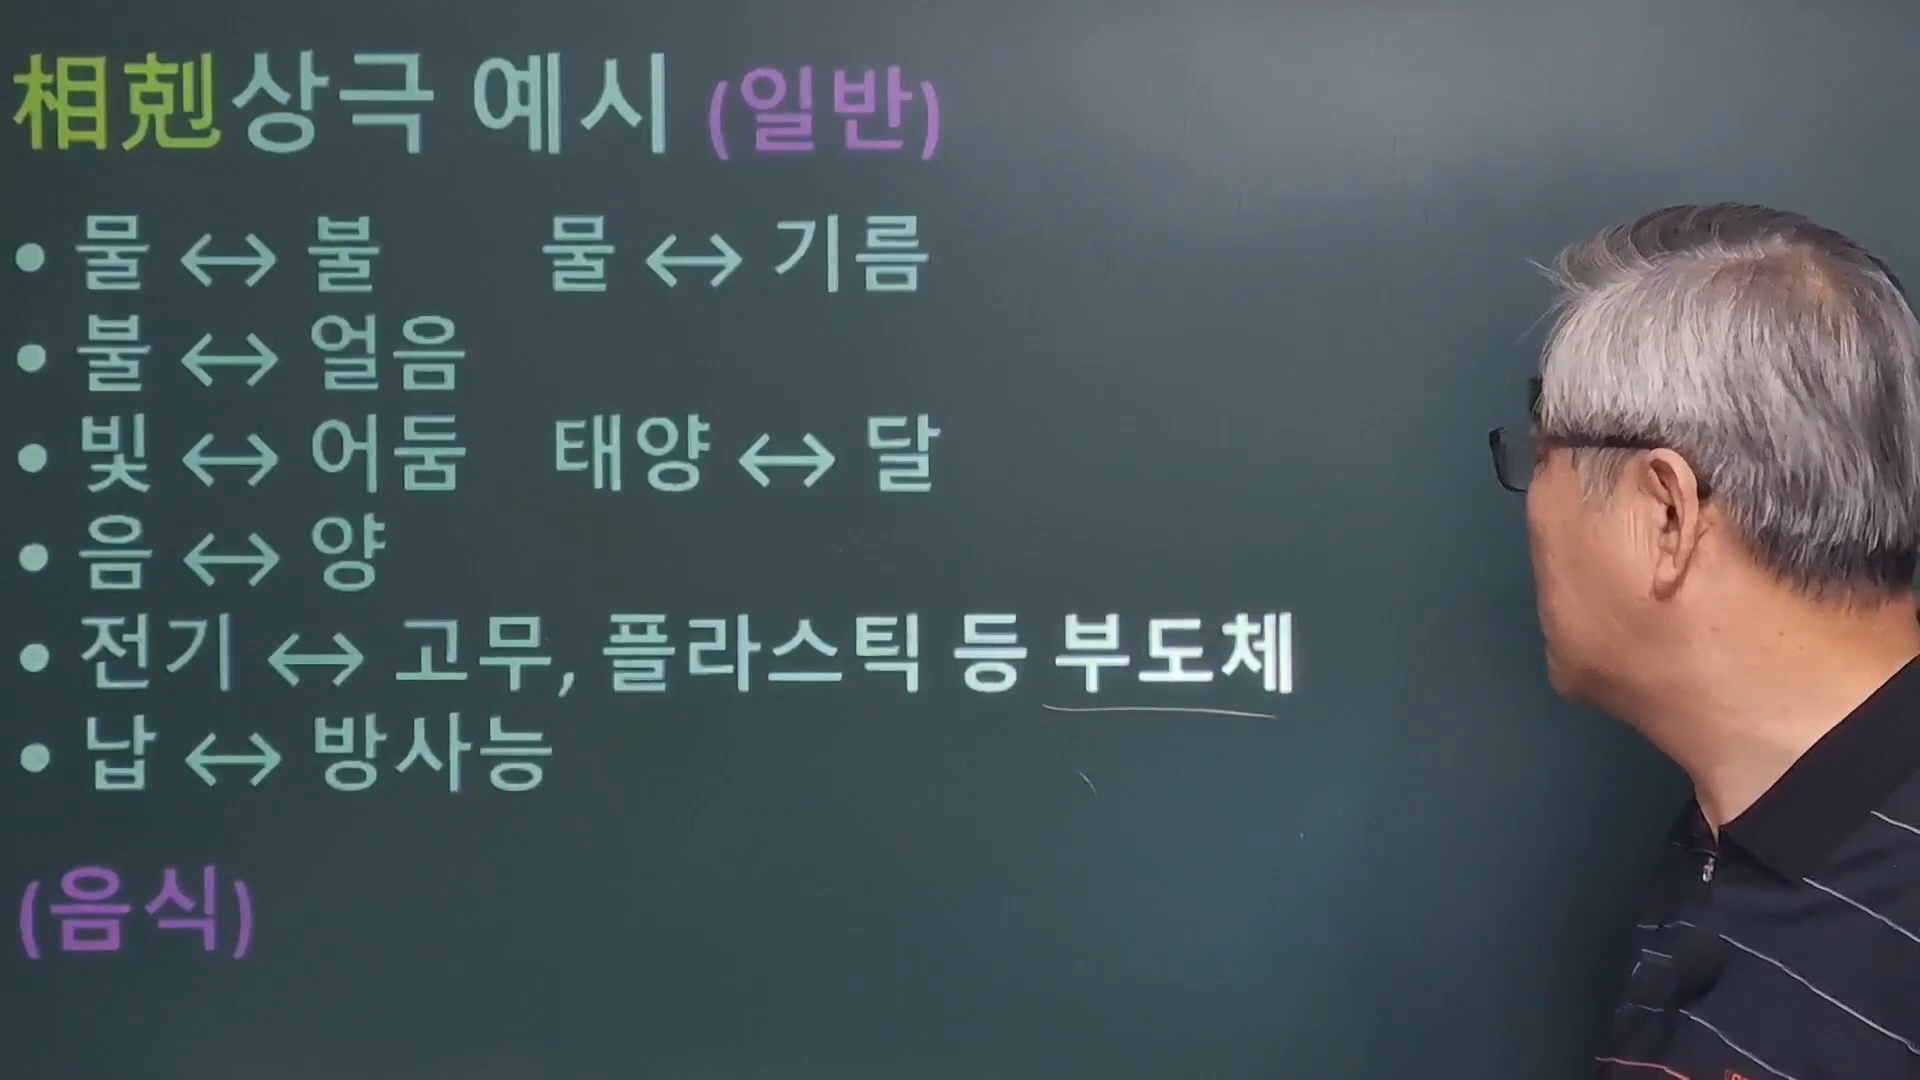 相剋상극 예시 (일반)
• 물 ↔ 불 물 ↔ 기름
• 불 ↔ 얼음
• 빛 ↔ 어둠 태양 ↔ 달
• 음 ↔ 양
• 전기 ↔ 고무, 플라스틱 등 부도체
• 납 ↔ 방사능
(음식)